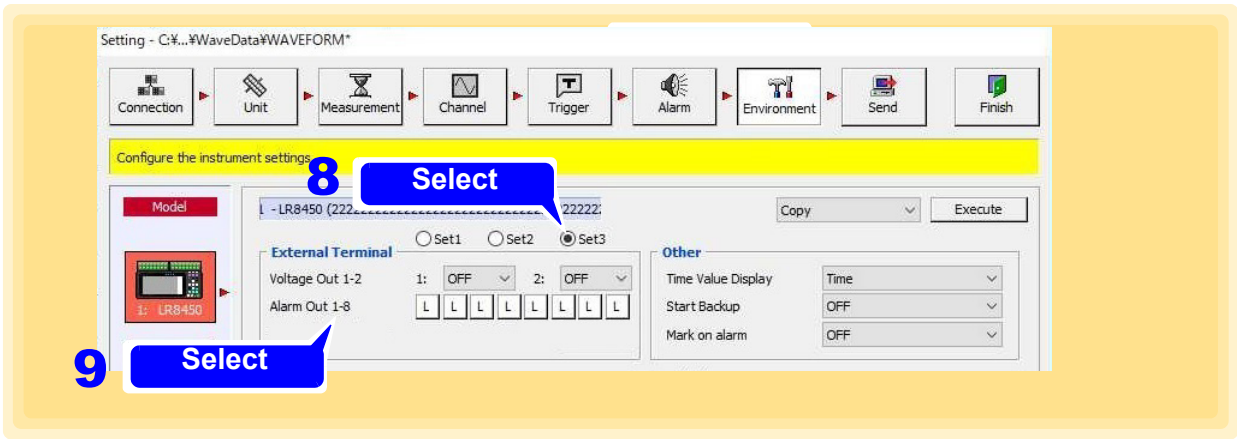 Setting - C:¥...¥WaveData¥WAVEFORM*
Connection Unit Measurement Channel Trigger Alarm Environment Send Finish
Configure the instrument settings
8 Select
Model
- LR8450 Copy Execute
Set1 Set2 Set3
External Terminal
Voltage Out 1-2 1: OFF 2: OFF
Alarm Out 1-8 L L L L L L L L
Other
Time Value Display Time
Start Backup OFF
Mark on alarm OFF
1: LR8450
9 Select